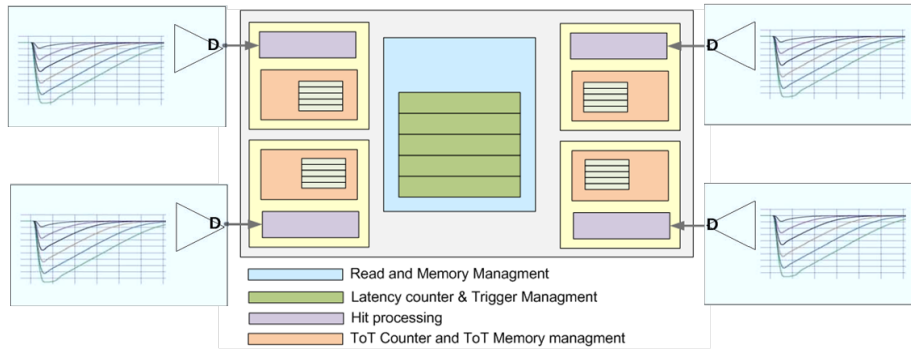 D
D
D
D
Read and Memory Managment
Latency counter & Trigger Managment
Hit processing
ToT Counter and ToT Memory managment